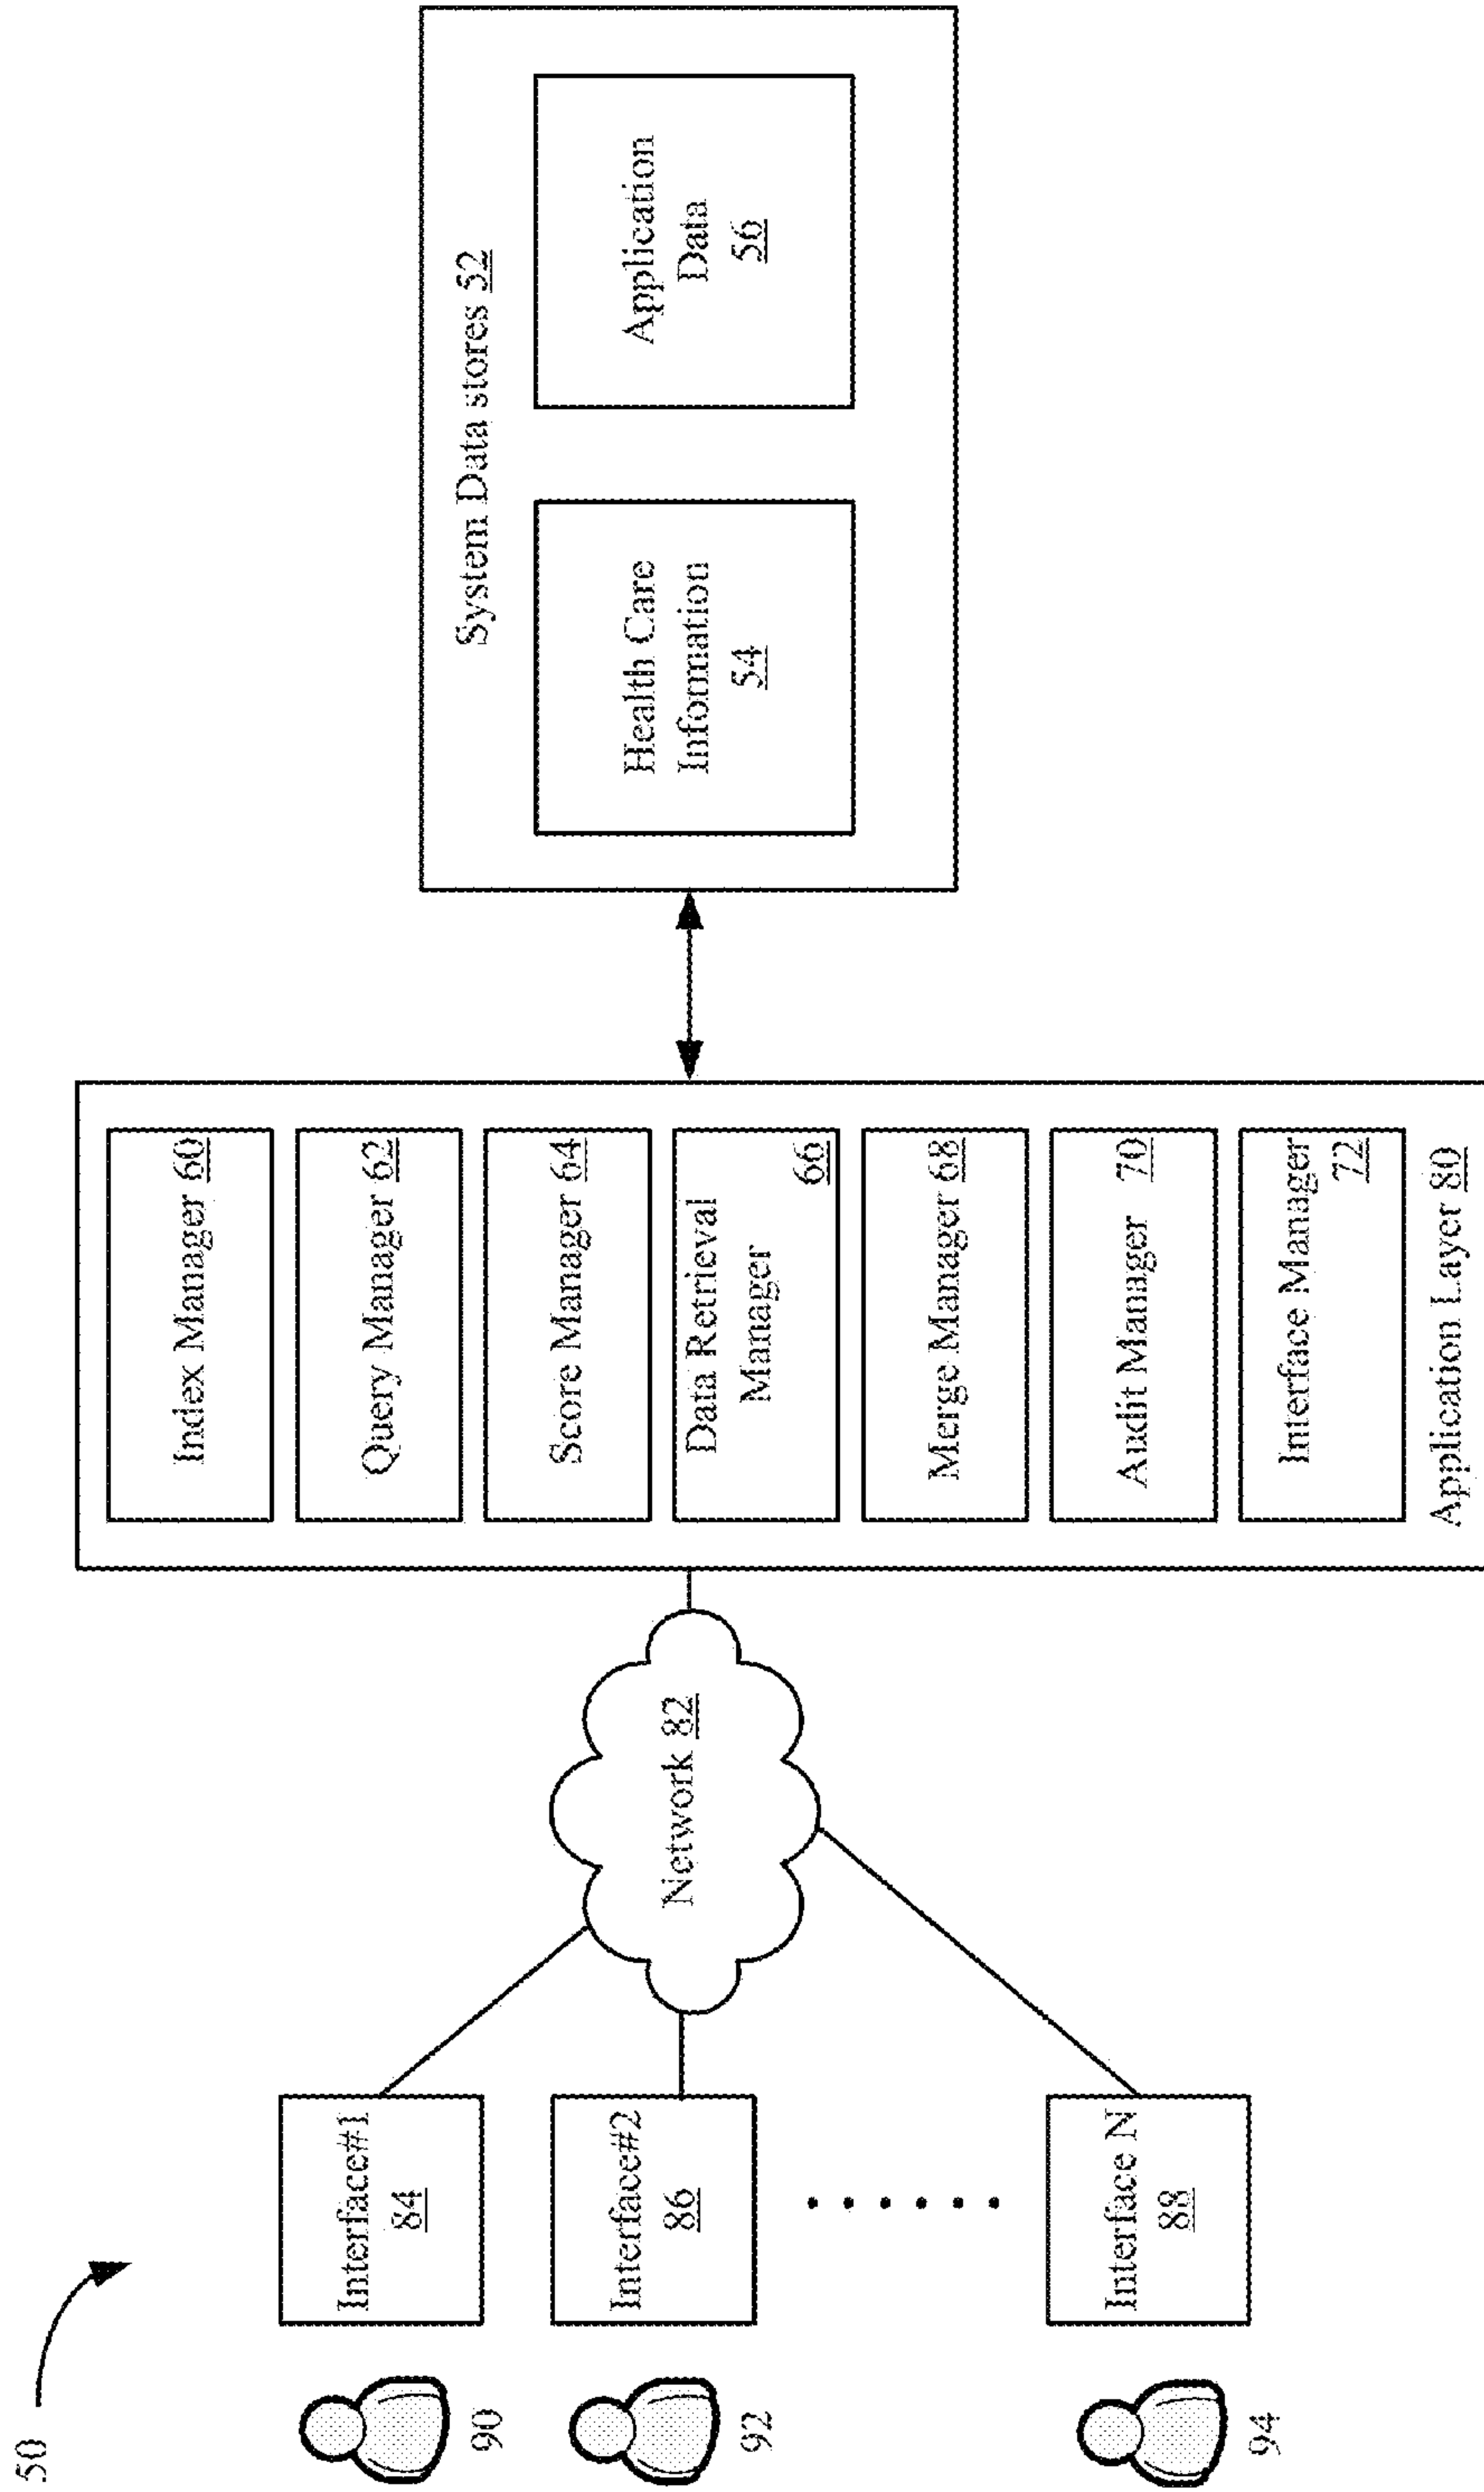 50
90
92
94
Interface#1
84
Interface#2
86
Interface N
88
Network 82
Index Manager 60
Query Manager 62
Score Manager 64
Data Retrieval
Manager
66
Merge Manager 68
Audit Manager 70
Interface Manager
72
Application Layer 80
System Data stores 52
Health Care
Information
54
Application
Data
56